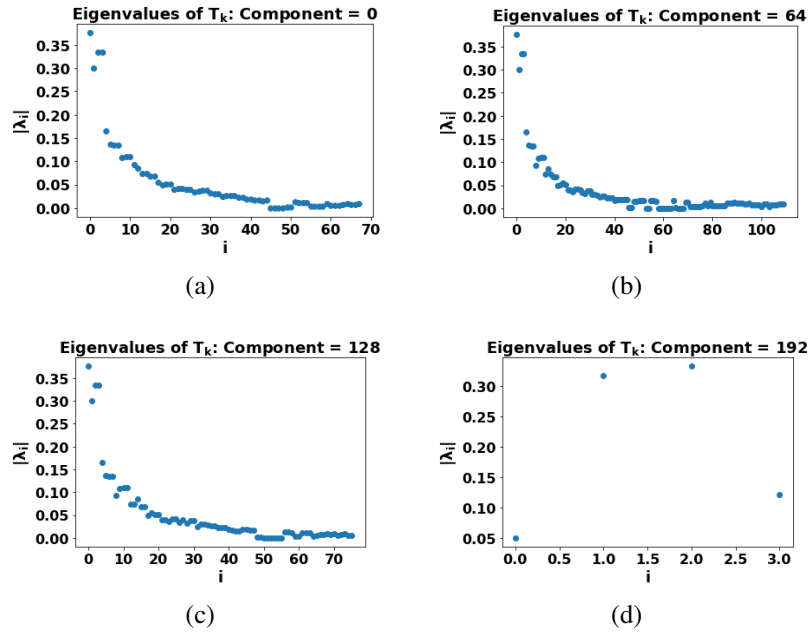 Eigenvalues of T_k: Component = 0
|λ_i|
0.35
0.30
0.25
0.20
0.15
0.10
0.05
0.00
0 10 20 30 40 50 60 70
i
(a)
Eigenvalues of T_k: Component = 64
|λ_i|
0.35
0.30
0.25
0.20
0.15
0.10
0.05
0.00
0 20 40 60 80 100
i
(b)
Eigenvalues of T_k: Component = 128
|λ_i|
0.35
0.30
0.25
0.20
0.15
0.10
0.05
0.00
0 10 20 30 40 50 60 70
i
(c)
Eigenvalues of T_k: Component = 192
|λ_i|
0.30
0.25
0.20
0.15
0.10
0.05
0.0 0.5 1.0 1.5 2.0 2.5 3.0
i
(d)